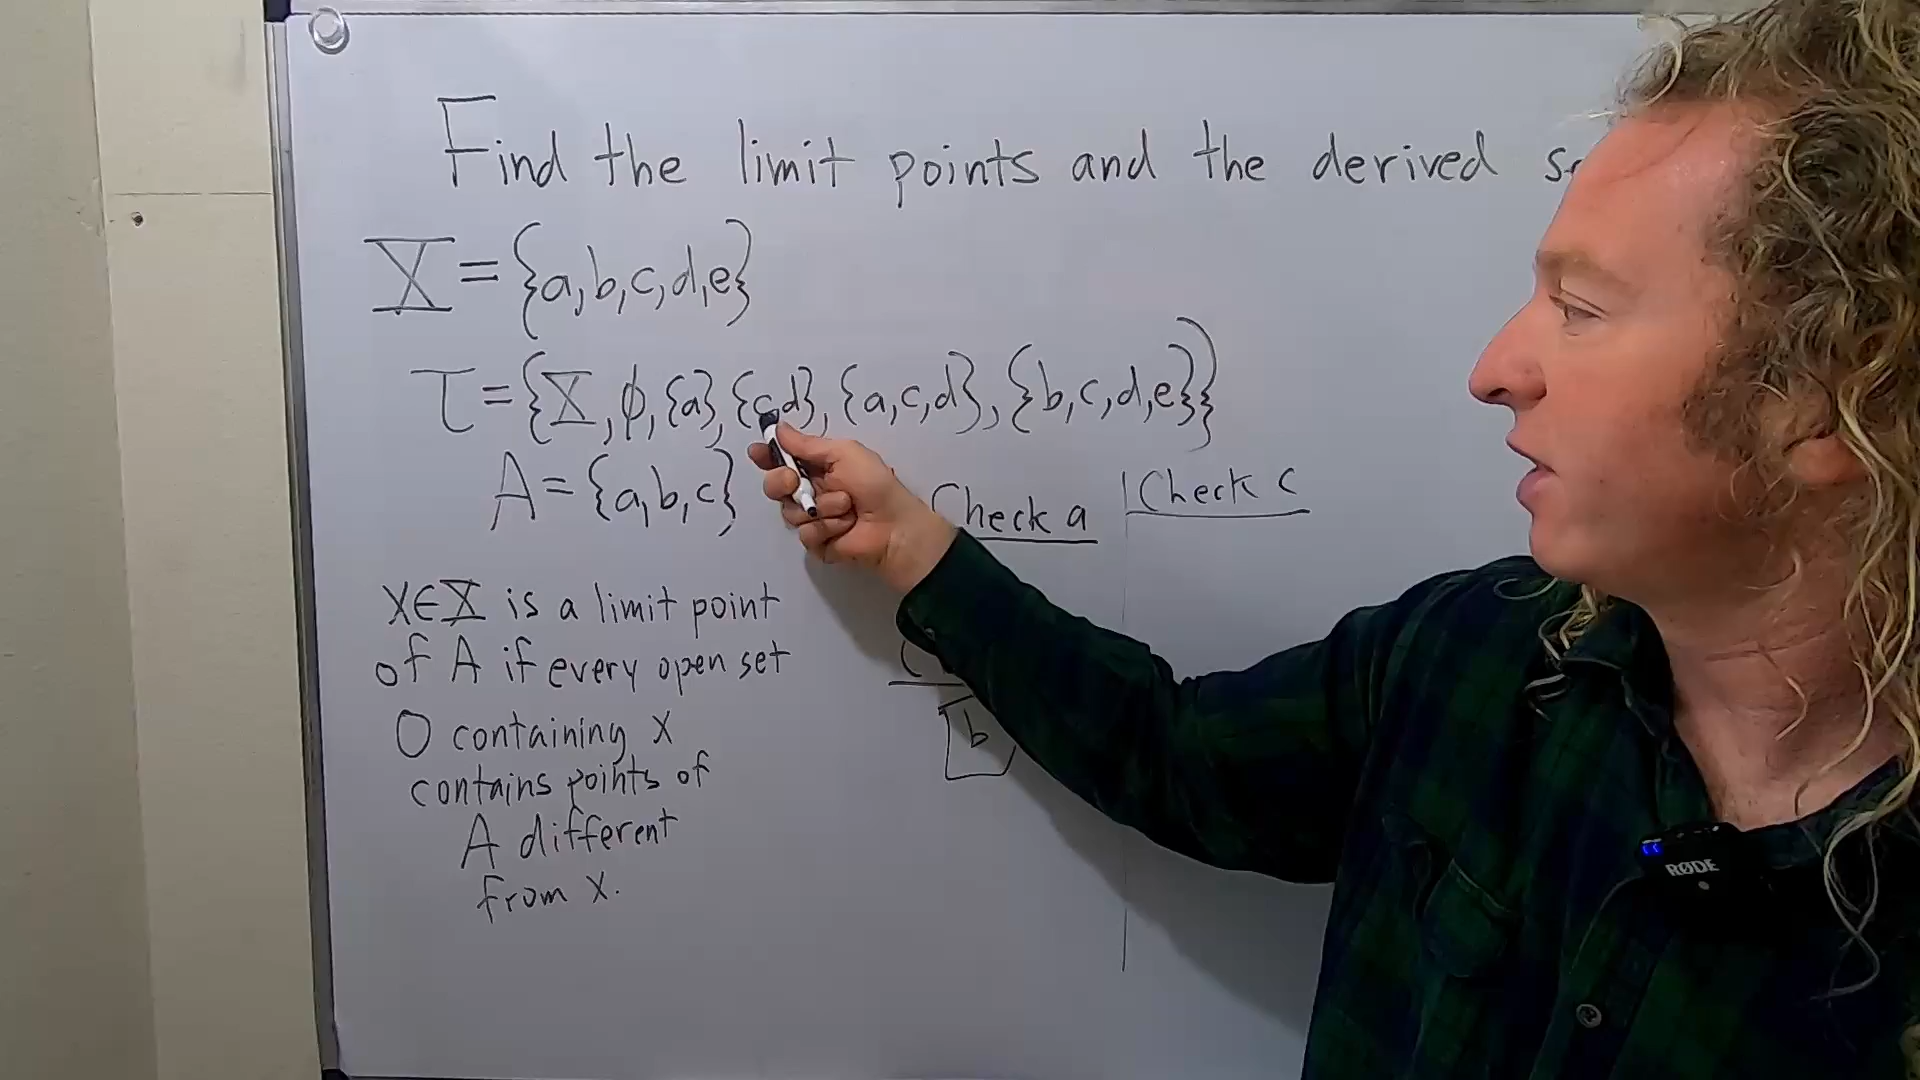 Find the limit points and the derived
X = {a,b,c,d,e}
τ = {X, ϕ, {a}, {c,d}, {a,c,d}, {b,c,d,e}}
A = {a,b,c}
x∈X is a limit point
of A if every open set
O containing x
contains points of
A different
from x.
Check a
b
Check c
RØDE